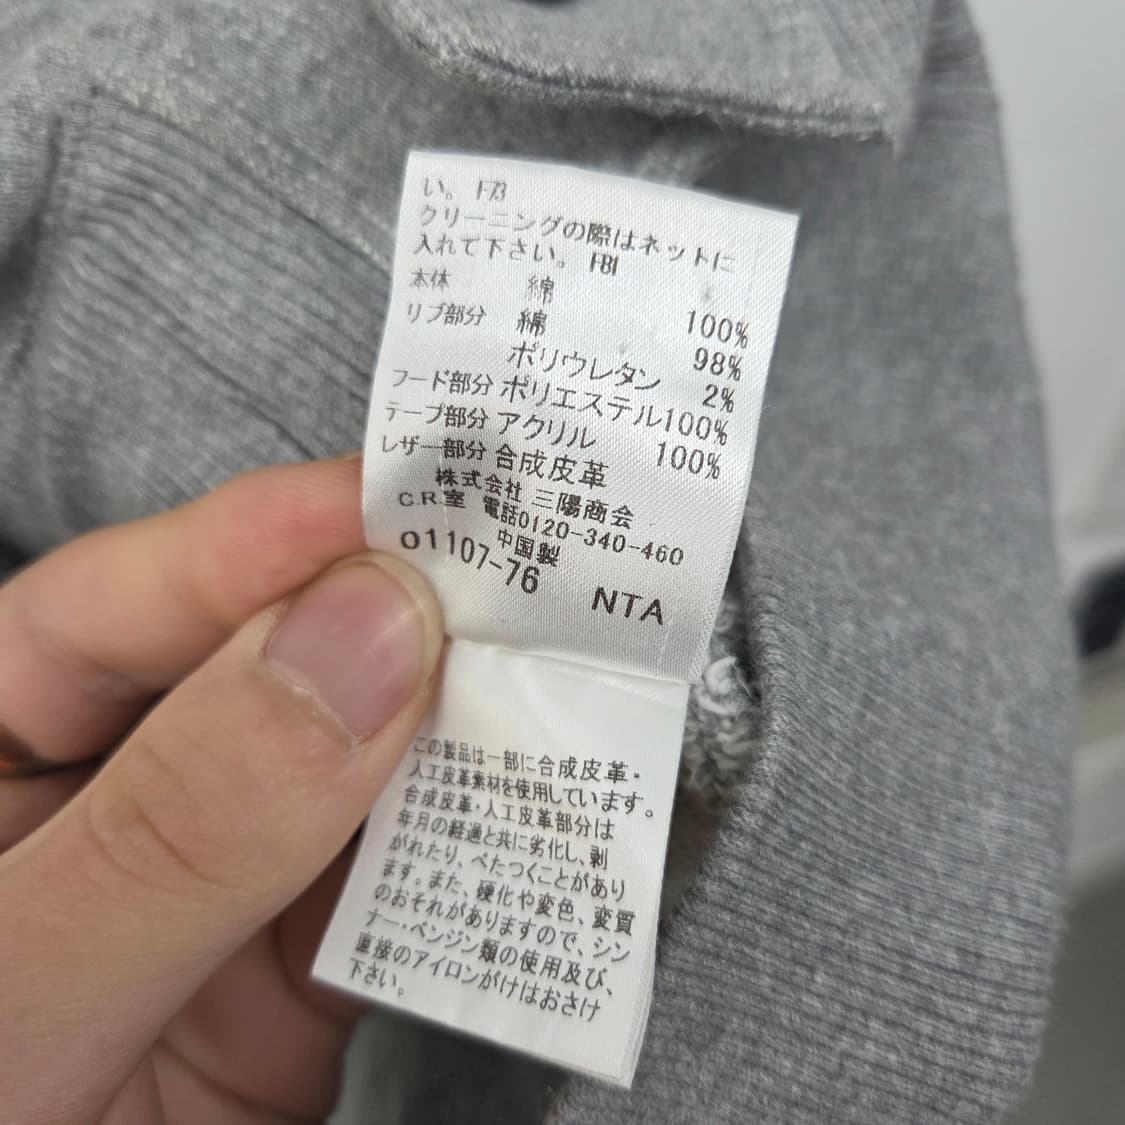 い。 F73
クリーニングの際はネットに
入れて下さい。 F81
本体 綿 100%
リブ部分 綿 98%
ポリウレタン 2%
フード部分 ポリエステル100%
テープ部分 アクリル 100%
レザー部分 合成皮革
株式会社 三陽商会
C.R.室 電話0120-340-460
中国製
01107-76 NTA
この製品は一部に合成皮革・
人工皮革素材を使用しています。
合成皮革・人工皮革部分は
年月の経過と共に劣化し、剥
がれたり、べたつくことがあり
ます。また、硬化や変色、変質
のおそれがありますので、シン
ナー・ベンジン類の使用及び、
直接のアイロンがけはおさけ
下さい。